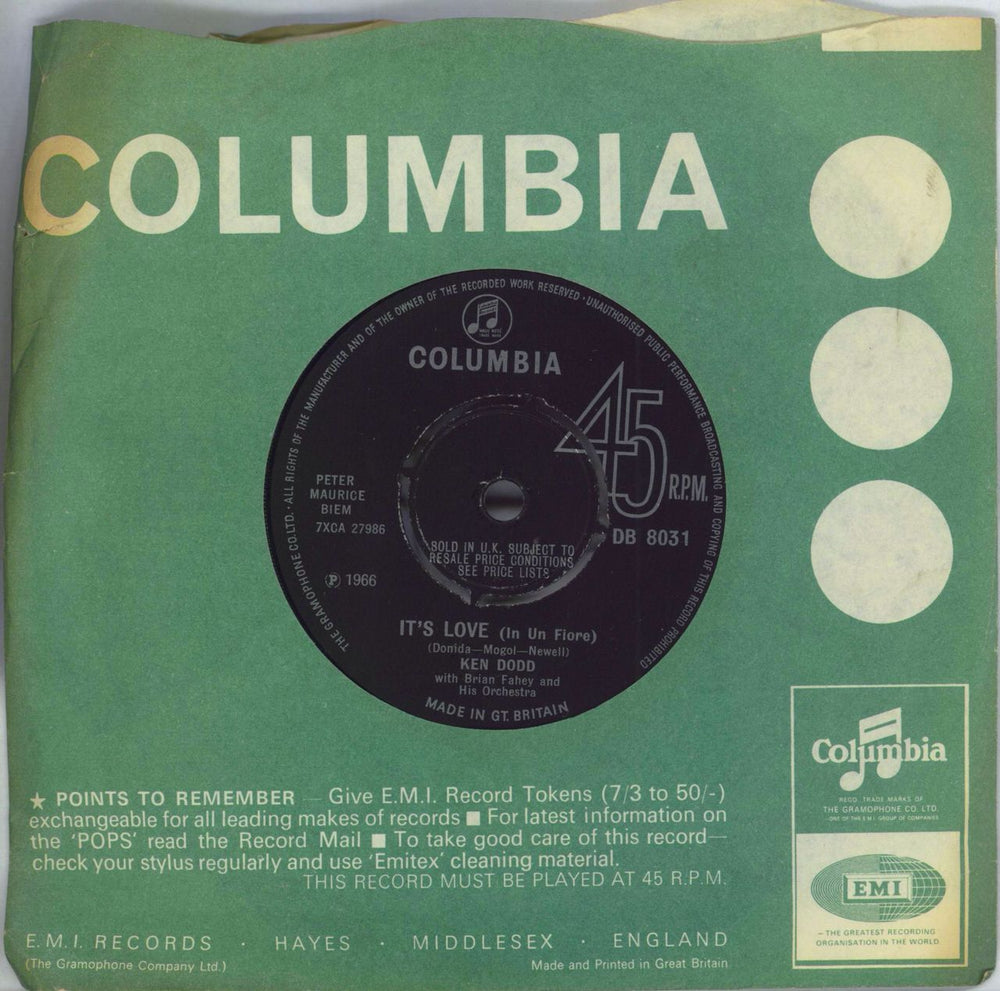 COLUMBIA
THE GRAMOPHONE CO. LTD. · ALL RIGHTS OF THE MANUFACTURER AND OF THE OWNER OF THE RECORDED WORK RESERVED · UNAUTHORISED PUBLIC PERFORMANCE BROADCASTING AND COPYING OF THIS RECORD PROHIBITED
COLUMBIA
45
R.P.M.
PETER
MAURICE
BIEM
7XCA 27986
DB 8031
SOLD IN U.K. SUBJECT TO
RESALE PRICE CONDITIONS
SEE PRICE LISTS
℗ 1966
IT'S LOVE (In Un Fiore)
(Donida—Mogol—Newell)
KEN DODD
with Brian Fahey and
His Orchestra
MADE IN GT. BRITAIN
Columbia
REGD. TRADE MARKS OF
THE GRAMOPHONE CO. LTD.
-ONE OF THE E M I GROUP OF COMPANIES
EMI
– THE GREATEST RECORDING
ORGANISATION IN THE WORLD
★ POINTS TO REMEMBER — Give E.M.I. Record Tokens (7/3 to 50/-)
exchangeable for all leading makes of records ■ For latest information on
the 'POPS' read the Record Mail ■ To take good care of this record—
check your stylus regularly and use 'Emitex' cleaning material.
THIS RECORD MUST BE PLAYED AT 45 R.P.M.
E.M.I. RECORDS · HAYES · MIDDLESEX · ENGLAND
(The Gramophone Company Ltd.) Made and Printed in Great Britain